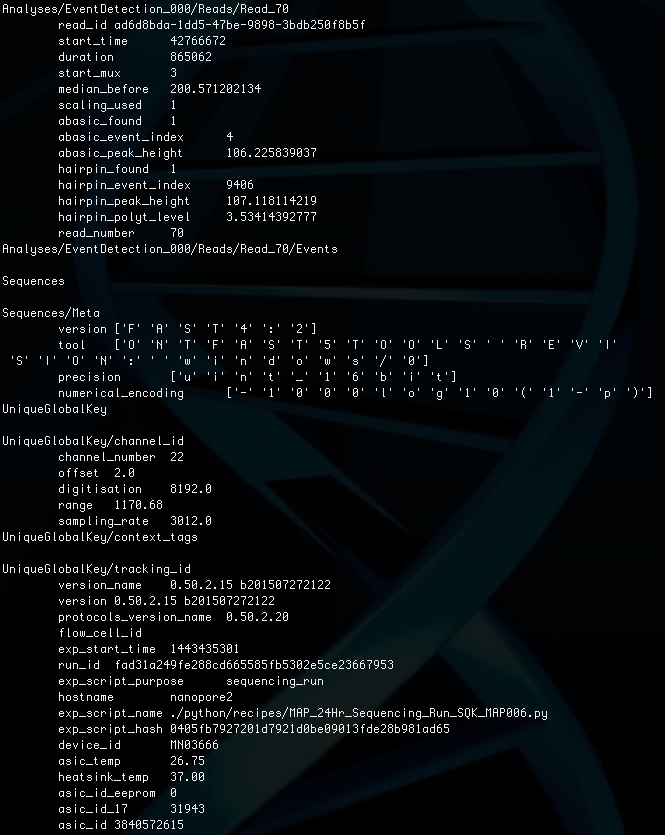 Analyses/EventDetection_000/Reads/Read_70
read_id ad6d8bda-1dd5-47be-9898-3bdb250f8b5f
start_time 42766672
duration 865062
start_mux 3
median_before 200.571202134
scaling_used 1
abasic_found 1
abasic_event_index 4
abasic_peak_height 106.225839037
hairpin_found 1
hairpin_event_index 9406
hairpin_peak_height 107.118114219
hairpin_polyt_level 3.53414392777
read_number 70
Analyses/EventDetection_000/Reads/Read_70/Events
Sequences
Sequences/Meta
version ['F' 'A' 'S' 'T' '4' ':' '2']
tool ['O' 'N' 'T' 'F' 'A' 'S' 'T' '5' 'T' 'O' 'O' 'L' 'S' ' ' 'R' 'E' 'V' 'I'
'S' 'I' 'O' 'N' ':' ' ' 'w' 'i' 'n' 'd' 'o' 'w' 's' '/' '0']
precision ['u' 'i' 'n' 't' '_' '1' '6' 'b' 'i' 't']
numerical_encoding ['-' '1' '0' '0' '0' 'l' 'o' 'g' '1' '0' '(' '1' '-' 'p' ')']
UniqueGlobalKey
UniqueGlobalKey/channel_id
channel_number 22
offset 2.0
digitisation 8192.0
range 1170.68
sampling_rate 3012.0
UniqueGlobalKey/context_tags
UniqueGlobalKey/tracking_id
version_name 0.50.2.15 b201507272122
version 0.50.2.15 b201507272122
protocols_version_name 0.50.2.20
flow_cell_id
exp_start_time 1443435301
run_id fad31a249fe288cd665585fb5302e5ce23667953
exp_script_purpose sequencing_run
hostname nanopore2
exp_script_name ./python/recipes/MAP_24Hr_Sequencing_Run_SQK_MAP006.py
exp_script_hash 0405fb7927201d7921d0be09013fde28b981ad65
device_id MN03666
asic_temp 26.75
heatsink_temp 37.00
asic_id_eeprom 0
asic_id_17 31943
asic_id 3840572615